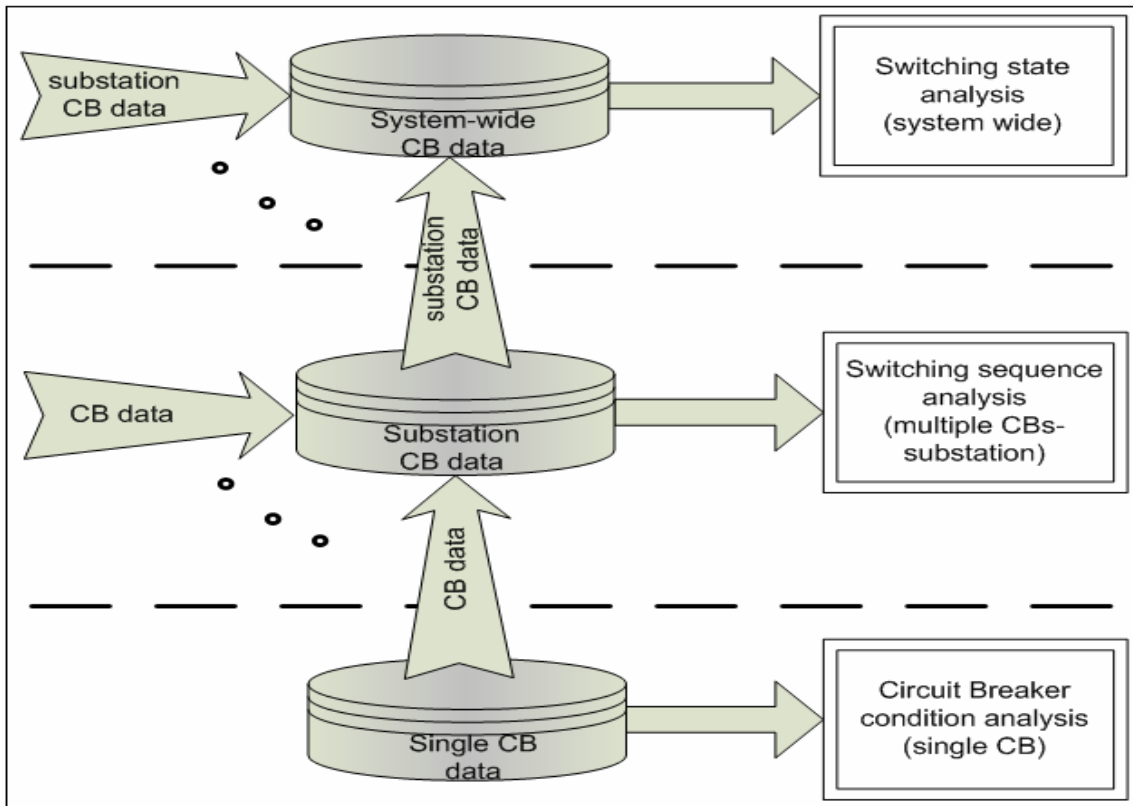 substation
CB data
System-wide
CB data
Switching state
analysis
(system wide)
substation
CB data
CB data
Substation
CB data
Switching sequence
analysis
(multiple CBs-
substation)
CB data
Single CB
data
Circuit Breaker
condition analysis
(single CB)